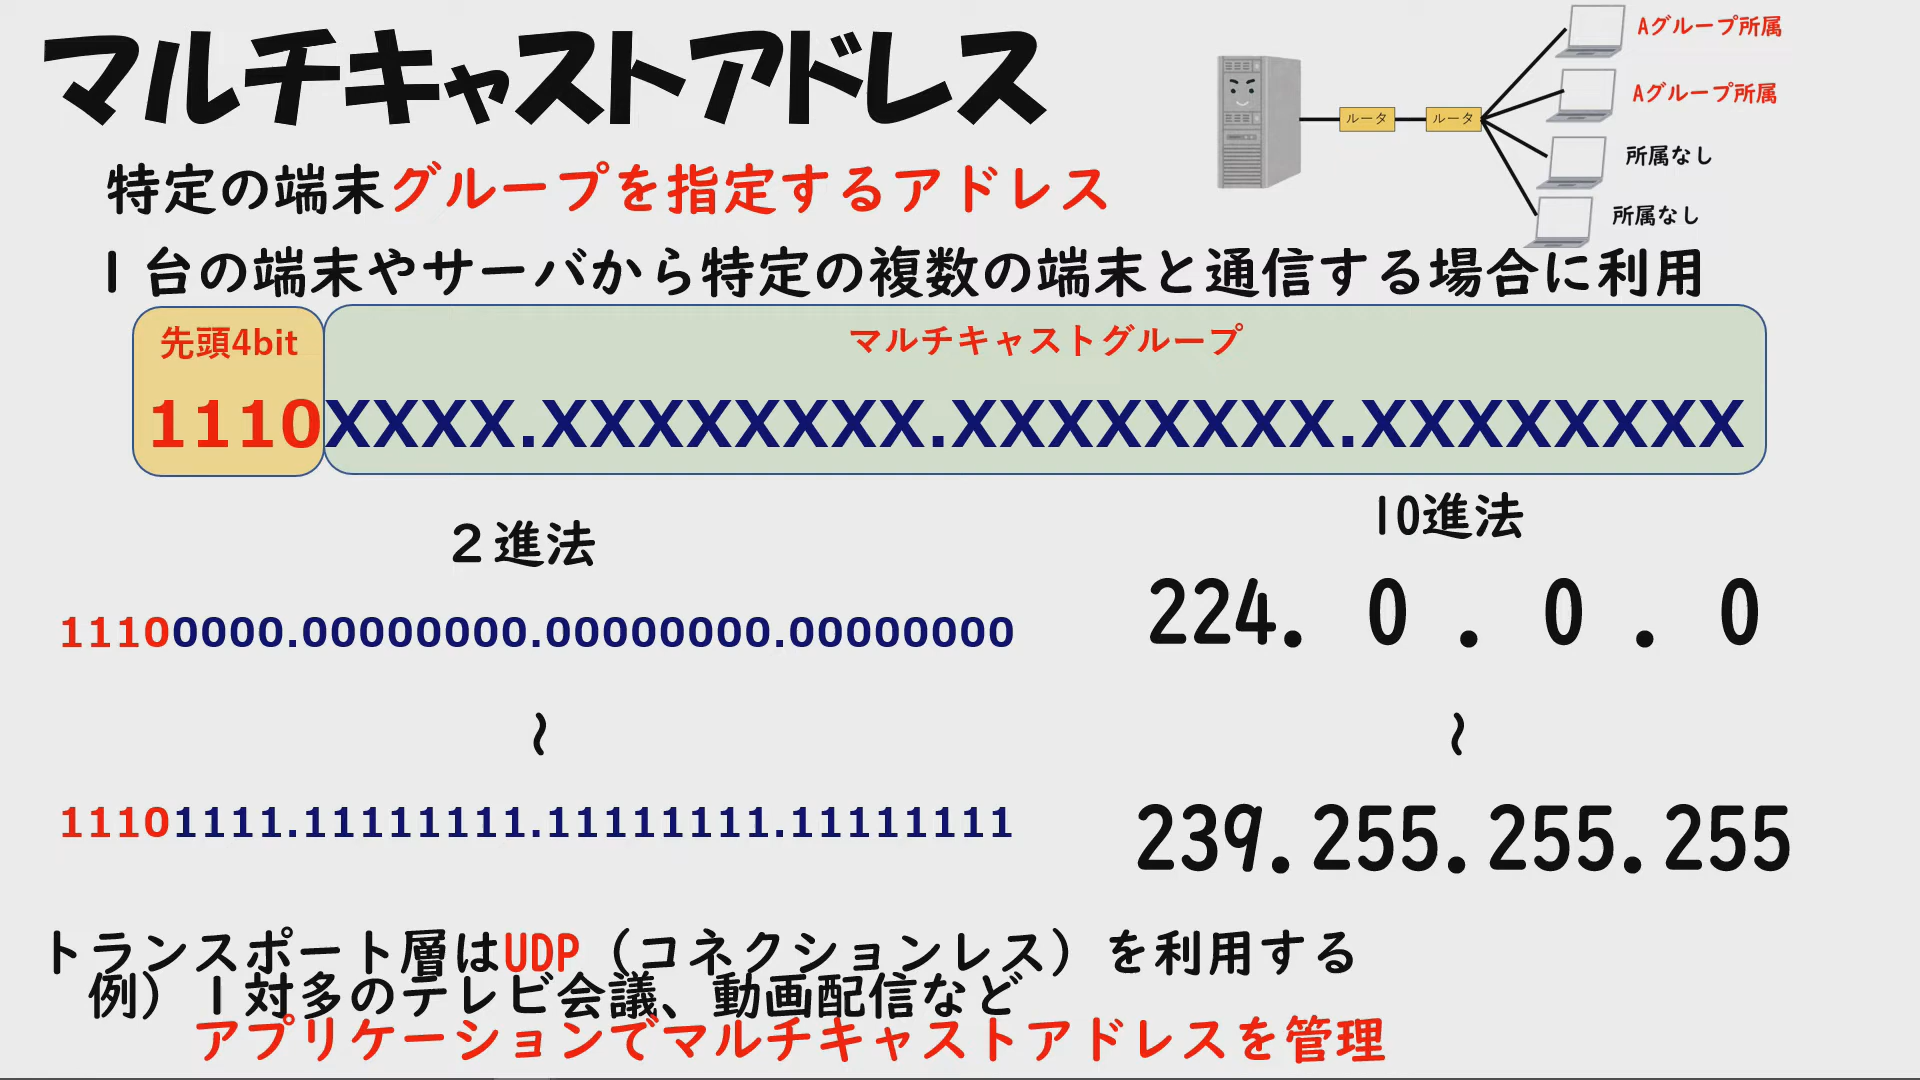 マルチキャストアドレス
Aグループ所属
Aグループ所属
ルータ
ルータ
所属なし
所属なし
特定の端末グループを指定するアドレス
1台の端末やサーバから特定の複数の端末と通信する場合に利用
先頭4bit
マルチキャストグループ
1110XXXX.XXXXXXXX.XXXXXXXX.XXXXXXXX
2進法
10進法
11100000.00000000.00000000.00000000
224. 0 . 0 . 0
~
~
11101111.11111111.11111111.11111111
239.255.255.255
トランスポート層はUDP（コネクションレス）を利用する
例）1対多のテレビ会議、動画配信など
アプリケーションでマルチキャストアドレスを管理